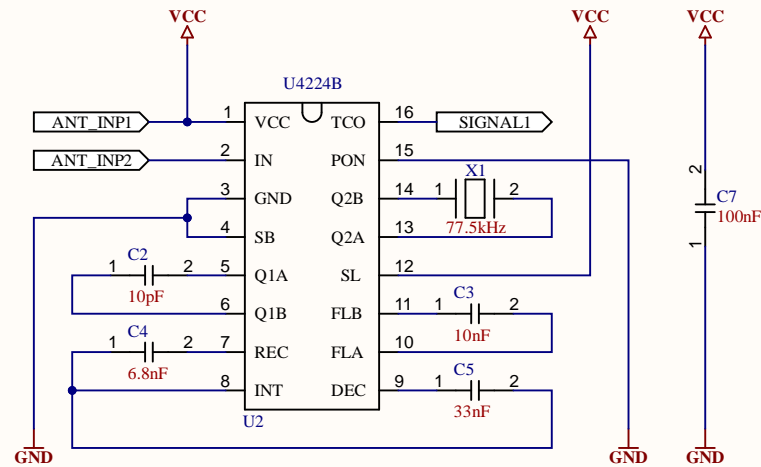 VCC VCC VCC
U4224B
ANT_INP1 1 VCC TCO 16 SIGNAL1
ANT_INP2 2 IN PON 15
X1
3 GND Q2B 14 1 2
77.5kHz
4 SB Q2A 13
C2
1 2 5 Q1A SL 12
10pF
6 Q1B FLB 11 1 C3 2
10nF
C4
1 2 7 REC FLA 10
6.8nF
C5
8 INT DEC 9 1 2
33nF
U2
2
C7
100nF
1
GND GND GND